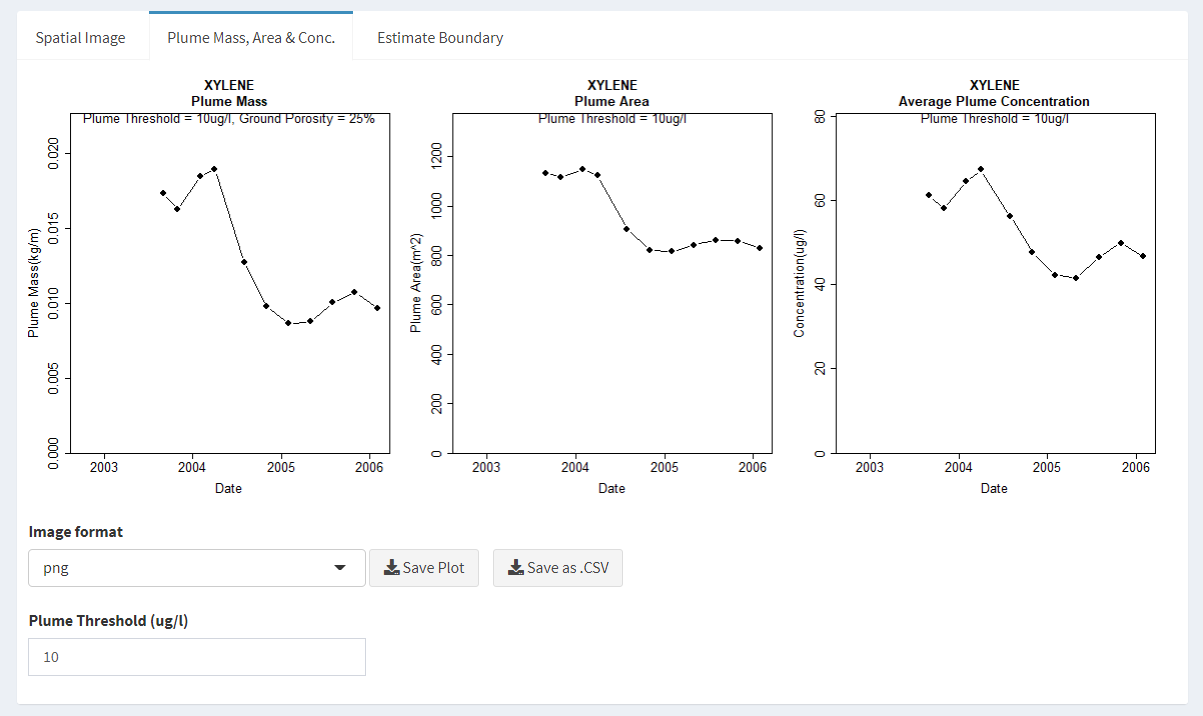 Spatial Image
Plume Mass, Area & Conc.
Estimate Boundary
XYLENE
Plume Mass
Plume Threshold = 10ug/l, Ground Porosity = 25%
Plume Mass(kg/m)
0.000
0.005
0.010
0.015
0.020
2003
2004
2005
2006
Date
XYLENE
Plume Area
Plume Threshold = 10ug/l
Plume Area(m^2)
0
200
400
600
800
1000
1200
2003
2004
2005
2006
Date
XYLENE
Average Plume Concentration
Plume Threshold = 10ug/l
Concentration(ug/l)
0
20
40
60
80
2003
2004
2005
2006
Date
Image format
png
Save Plot
Save as .CSV
Plume Threshold (ug/l)
10